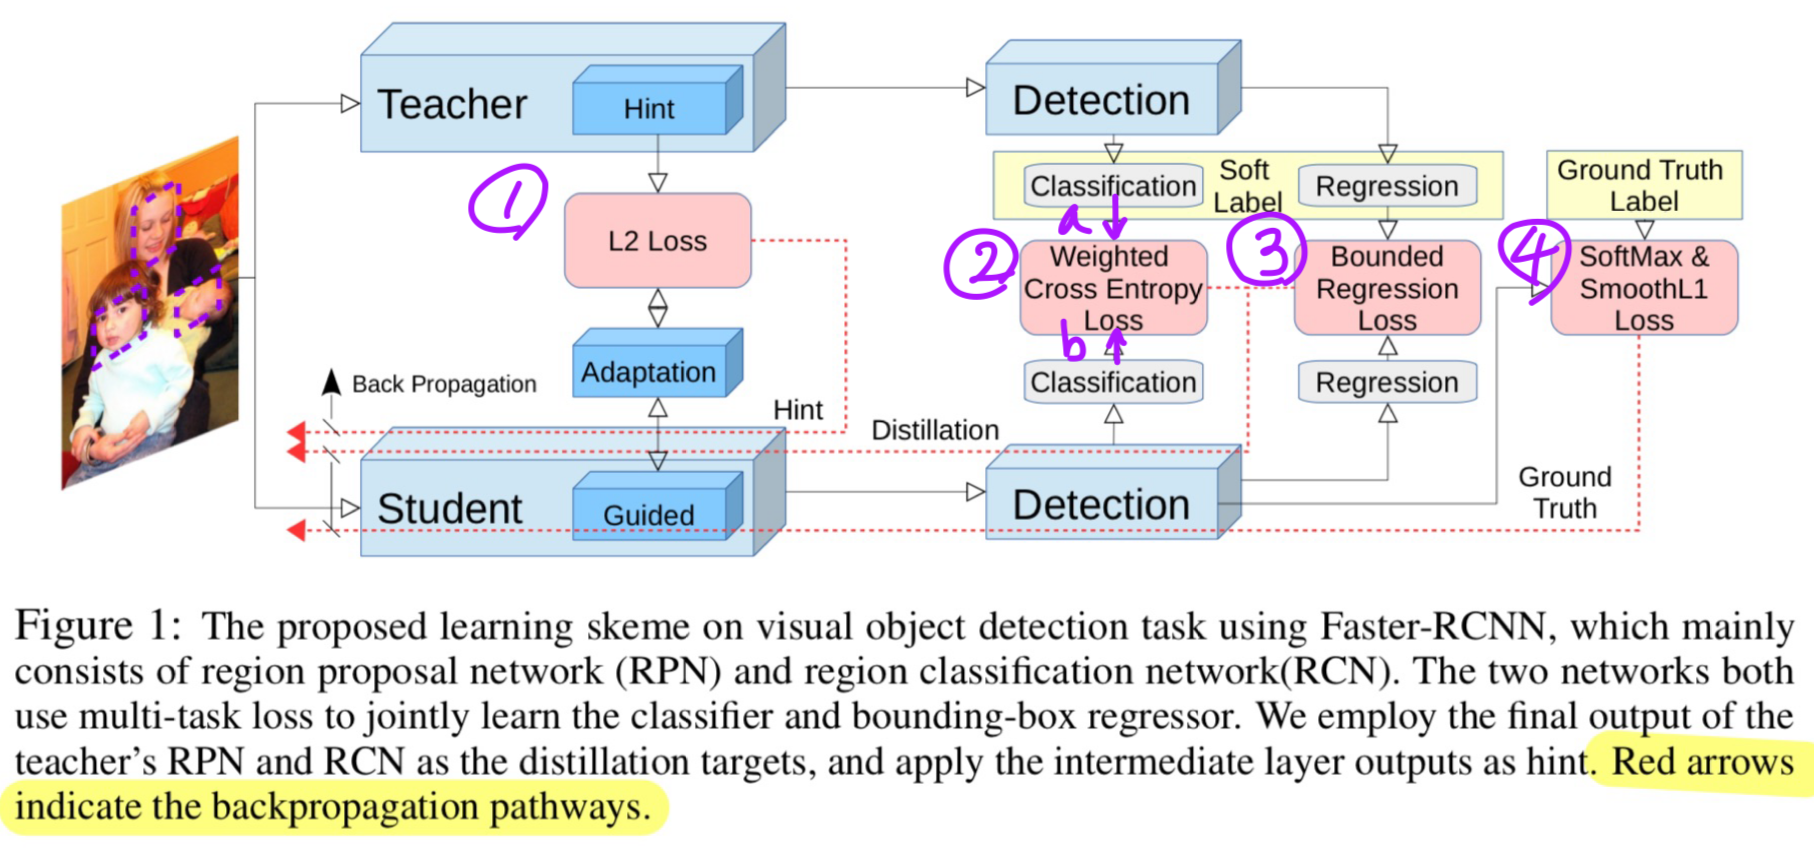 Teacher
Hint
Detection
Classification
Soft
Label
Regression
Ground Truth
Label
1
L2 Loss
a
2
Weighted
Cross Entropy
Loss
3
Bounded
Regression
Loss
4
SoftMax &
SmoothL1
Loss
b
Adaptation
Classification
Regression
Back Propagation
Hint
Distillation
Student
Guided
Detection
Ground
Truth
Figure 1: The proposed learning skeme on visual object detection task using Faster-RCNN, which mainly
consists of region proposal network (RPN) and region classification network(RCN). The two networks both
use multi-task loss to jointly learn the classifier and bounding-box regressor. We employ the final output of the
teacher's RPN and RCN as the distillation targets, and apply the intermediate layer outputs as hint. Red arrows
indicate the backpropagation pathways.